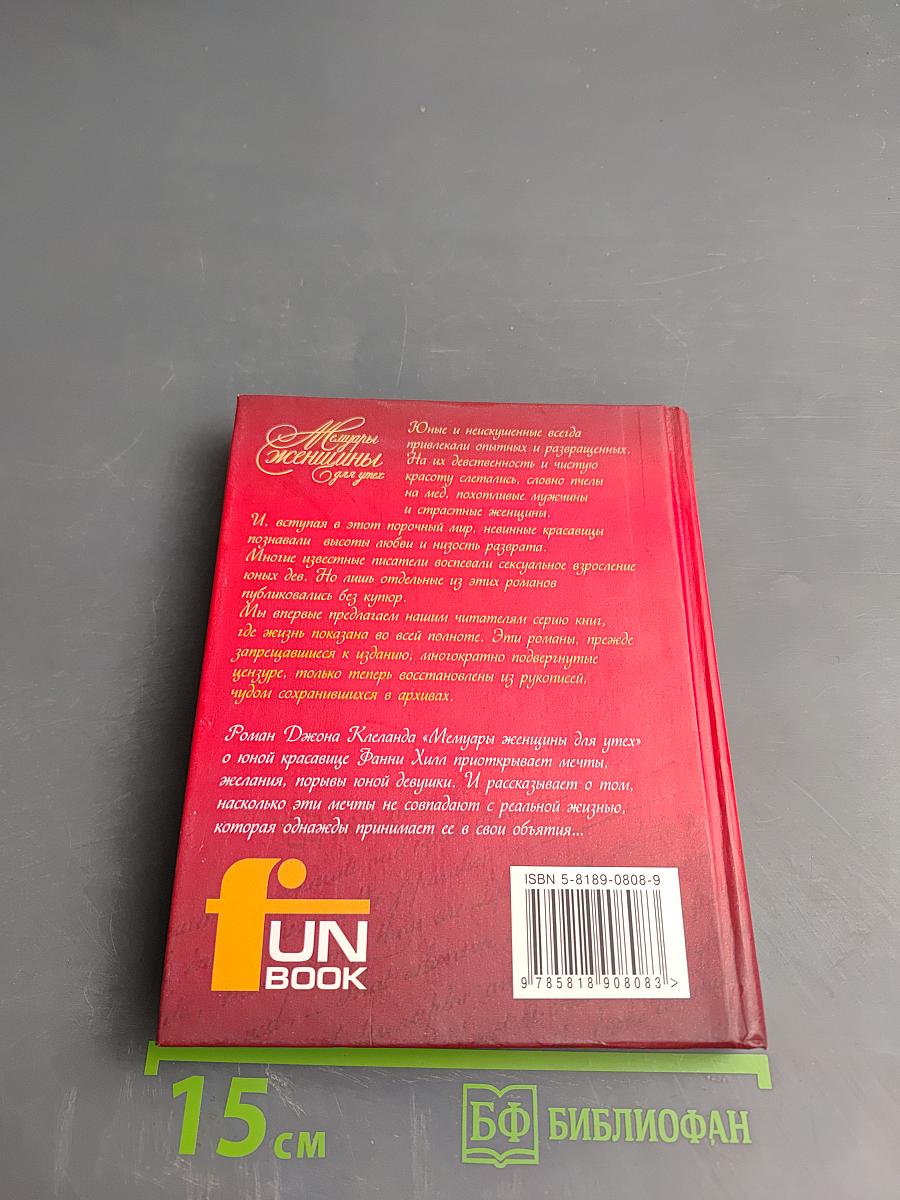 Мемуары
женщины
для утех
Юные и неискушенные всегда
привлекали опытных и развращенных.
На их девственность и чистую
красоту слетались, словно пчелы
на мед, похотливые мужчины
и страстные женщины.
И, вступая в этот порочный мир, невинные красавицы
познавали высоты любви и низость разврата.
Многие известные писатели воспевали сексуальное взросление
юных дев. Но лишь отдельные из этих романов
публиковались без купюр.
Мы впервые предлагаем нашим читателям серию книг,
где жизнь показана во всей полноте. Эти романы, прежде
запрещавшиеся к изданию, многократно подвергнутые
цензуре, только теперь восстановлены из рукописей,
чудом сохранившихся в архивах.
Роман Джона Клеланда «Мемуары женщины для утех»
о юной красавице Фанни Хилл приоткрывает мечты,
желания, порывы юной девушки. И рассказывает о том,
насколько эти мечты не совпадают с реальной жизнью,
которая однажды принимает ее в свои объятия...
fUN
BOOK
ISBN 5-8189-0808-9
9 785818 908083 >
15 см
БФ БИБЛИОФАН